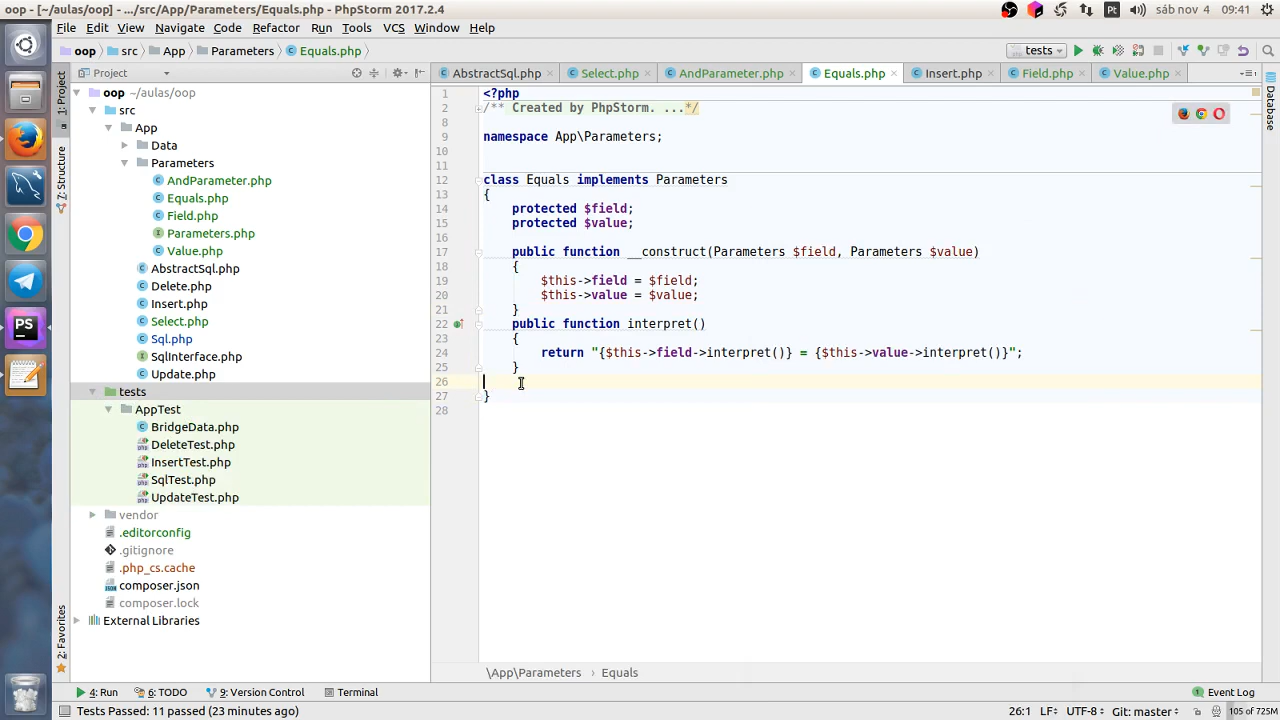 oop - [~/aulas/oop] - .../src/App/Parameters/Equals.php - PhpStorm 2017.2.4
Pt
sáb nov 4
09:41
File Edit View Navigate Code Refactor Run Tools VCS Window Help
oop src App Parameters Equals.php
tests
Project
AbstractSql.php
Select.php
AndParameter.php
Equals.php
Insert.php
Field.php
Value.php
1: Project
7: Structure
2: Favorites
Database
oop ~/aulas/oop
src
App
Data
Parameters
AndParameter.php
Equals.php
Field.php
Parameters.php
Value.php
AbstractSql.php
Delete.php
Insert.php
Select.php
Sql.php
SqlInterface.php
Update.php
tests
AppTest
BridgeData.php
DeleteTest.php
InsertTest.php
SqlTest.php
UpdateTest.php
vendor
.editorconfig
.gitignore
.php_cs.cache
composer.json
composer.lock
External Libraries
1 <?php
2 /** Created by PhpStorm. ...*/
8
9 namespace App\Parameters;
10
11
12 class Equals implements Parameters
13 {
14 protected $field;
15 protected $value;
16
17 public function __construct(Parameters $field, Parameters $value)
18 {
19 $this->field = $field;
20 $this->value = $value;
21 }
22 public function interpret()
23 {
24 return "{$this->field->interpret()} = {$this->value->interpret()}";
25 }
26
27 }
28
\App\Parameters › Equals
4: Run
6: TODO
9: Version Control
Terminal
1 Event Log
Tests Passed: 11 passed (23 minutes ago)
26:1 LF÷ UTF-8÷ Git: master÷
105 of 725M